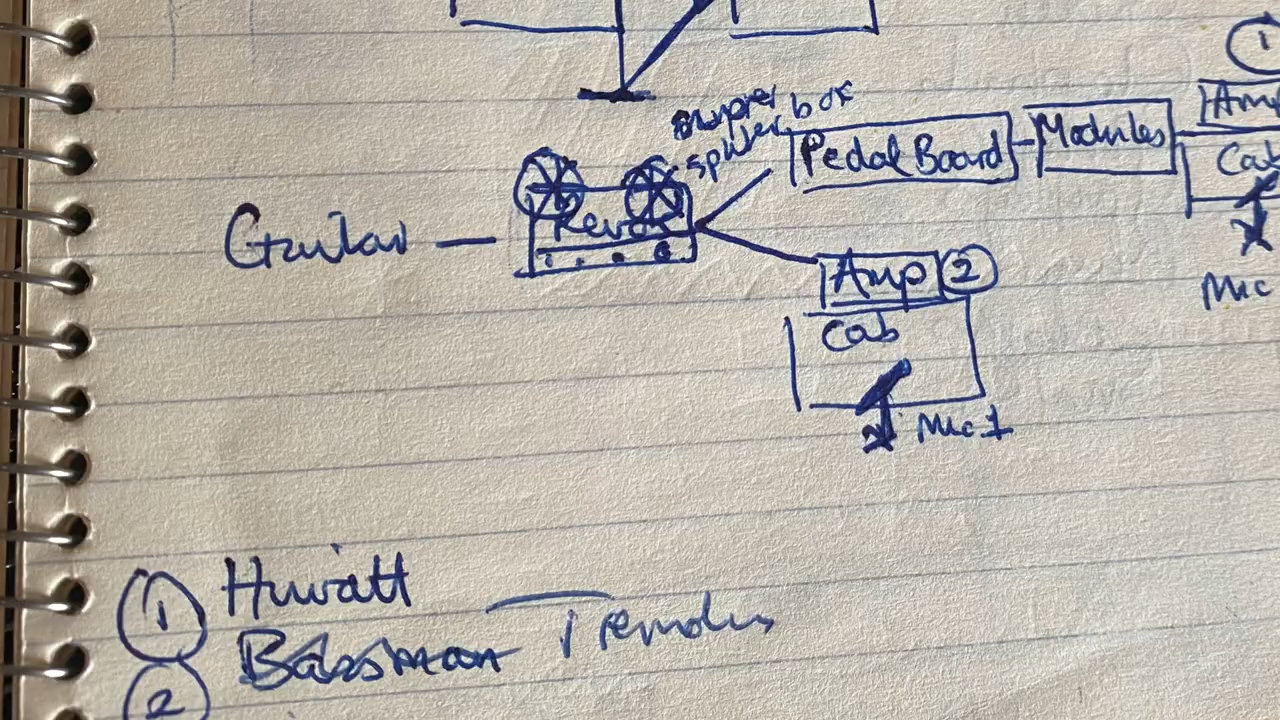 box
splitter
Pedal Board
Modules
1
Amp
Cab
Mic
Guitar
Revox
Amp 2
Cab
Mic 1
1 Hiwatt
Bassman
2